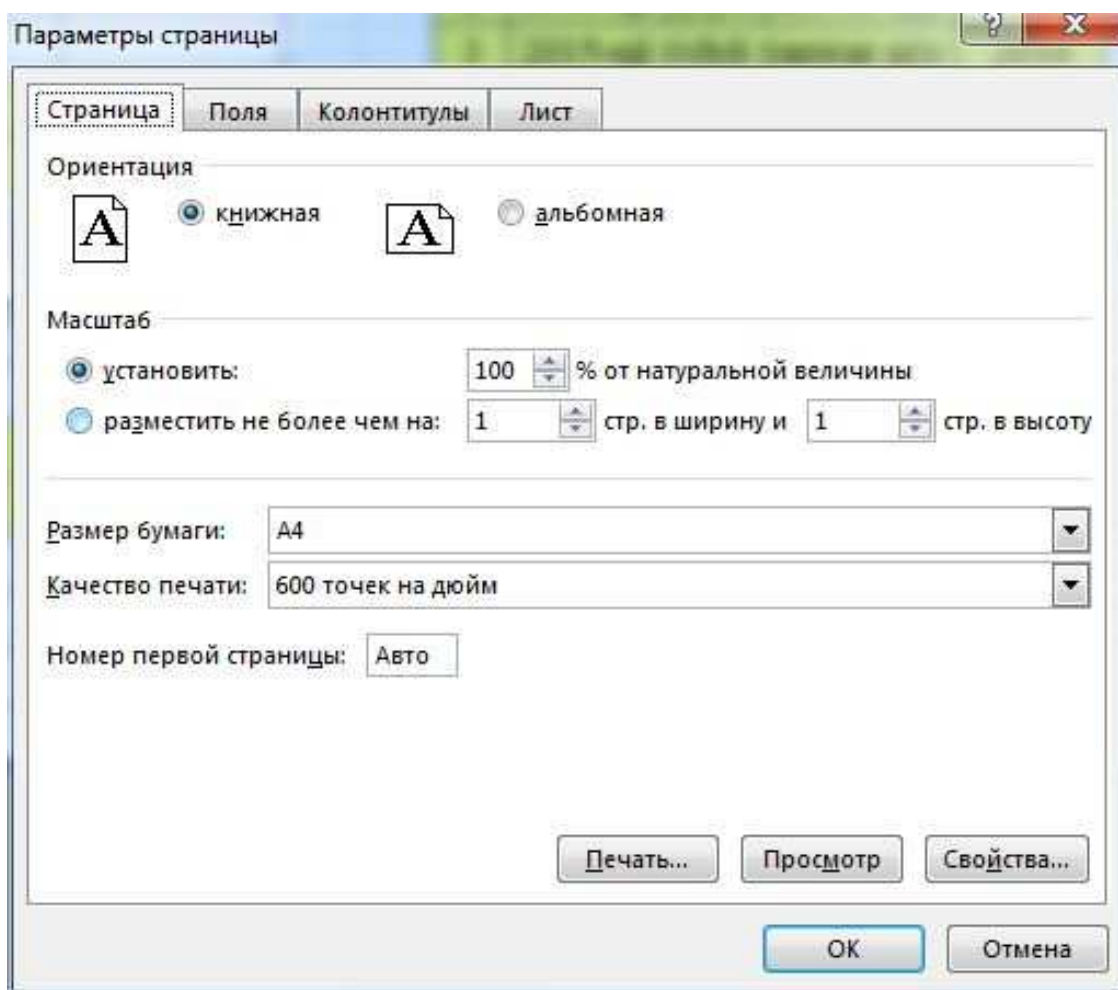 Параметры страницы
Страница Поля Колонтитулы Лист
Ориентация
A книжная A альбомная
Масштаб
установить: 100 % от натуральной величины
разместить не более чем на: 1 стр. в ширину и 1 стр. в высоту
Размер бумаги: A4
Качество печати: 600 точек на дюйм
Номер первой страницы: Авто
Печать... Просмотр Свойства...
ОК Отмена